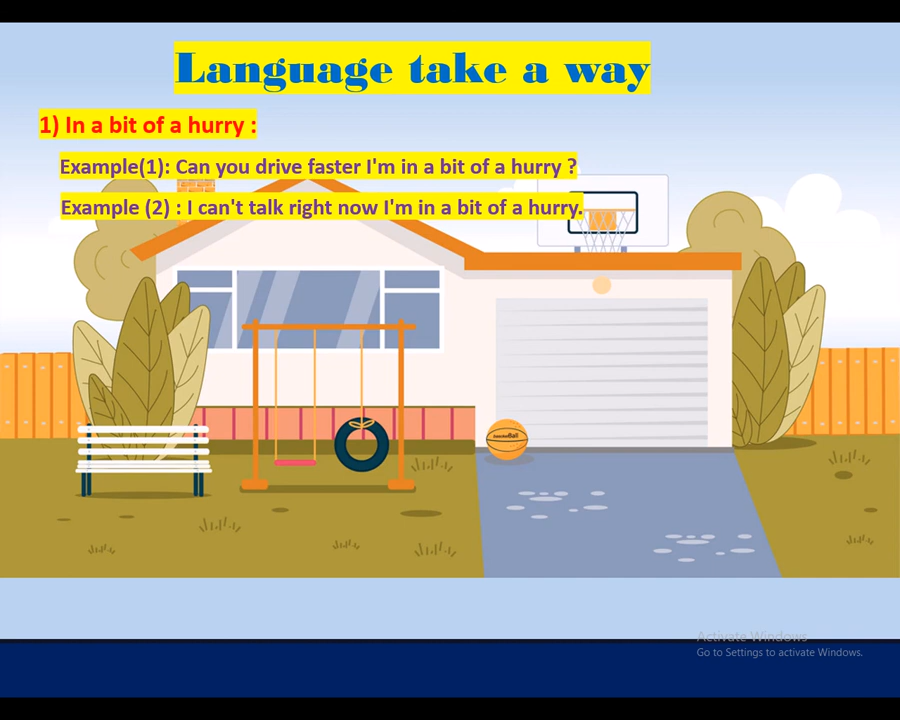 Language take a way
1) In a bit of a hurry :
Example(1): Can you drive faster I'm in a bit of a hurry ?
Example (2) : I can't talk right now I'm in a bit of a hurry.
Activate Windows
Go to Settings to activate Windows.